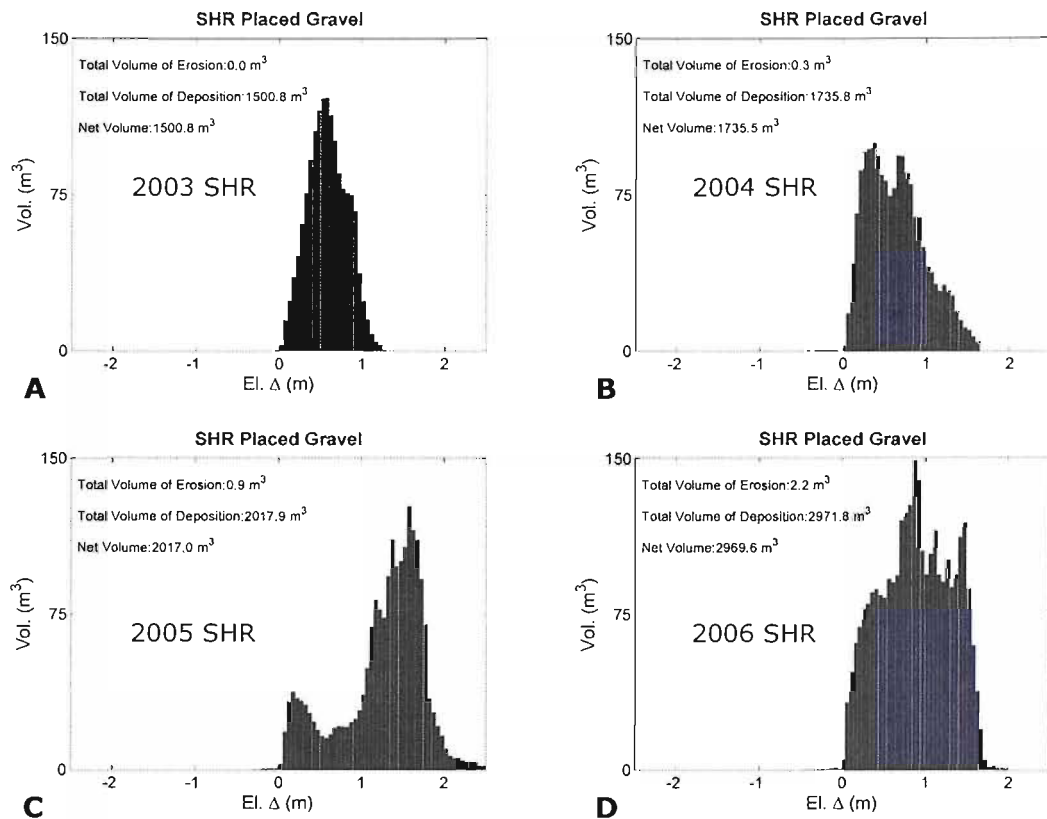 SHR Placed Gravel
150
Total Volume of Erosion:0.0 m³
Total Volume of Deposition:1500.8 m³
Net Volume:1500.8 m³
2003 SHR
75
Vol. (m³)
0
-2 -1 0 1 2
El. Δ (m)
A
SHR Placed Gravel
150
Total Volume of Erosion:0.3 m³
Total Volume of Deposition:1735.8 m³
Net Volume:1735.5 m³
2004 SHR
75
Vol. (m³)
0
-2 -1 0 1 2
El. Δ (m)
B
SHR Placed Gravel
150
Total Volume of Erosion:0.9 m³
Total Volume of Deposition:2017.9 m³
Net Volume:2017.0 m³
2005 SHR
75
Vol. (m³)
0
-2 -1 0 1 2
El. Δ (m)
C
SHR Placed Gravel
150
Total Volume of Erosion:2.2 m³
Total Volume of Deposition:2971.8 m³
Net Volume:2969.6 m³
2006 SHR
75
Vol. (m³)
0
-2 -1 0 1 2
El. Δ (m)
D